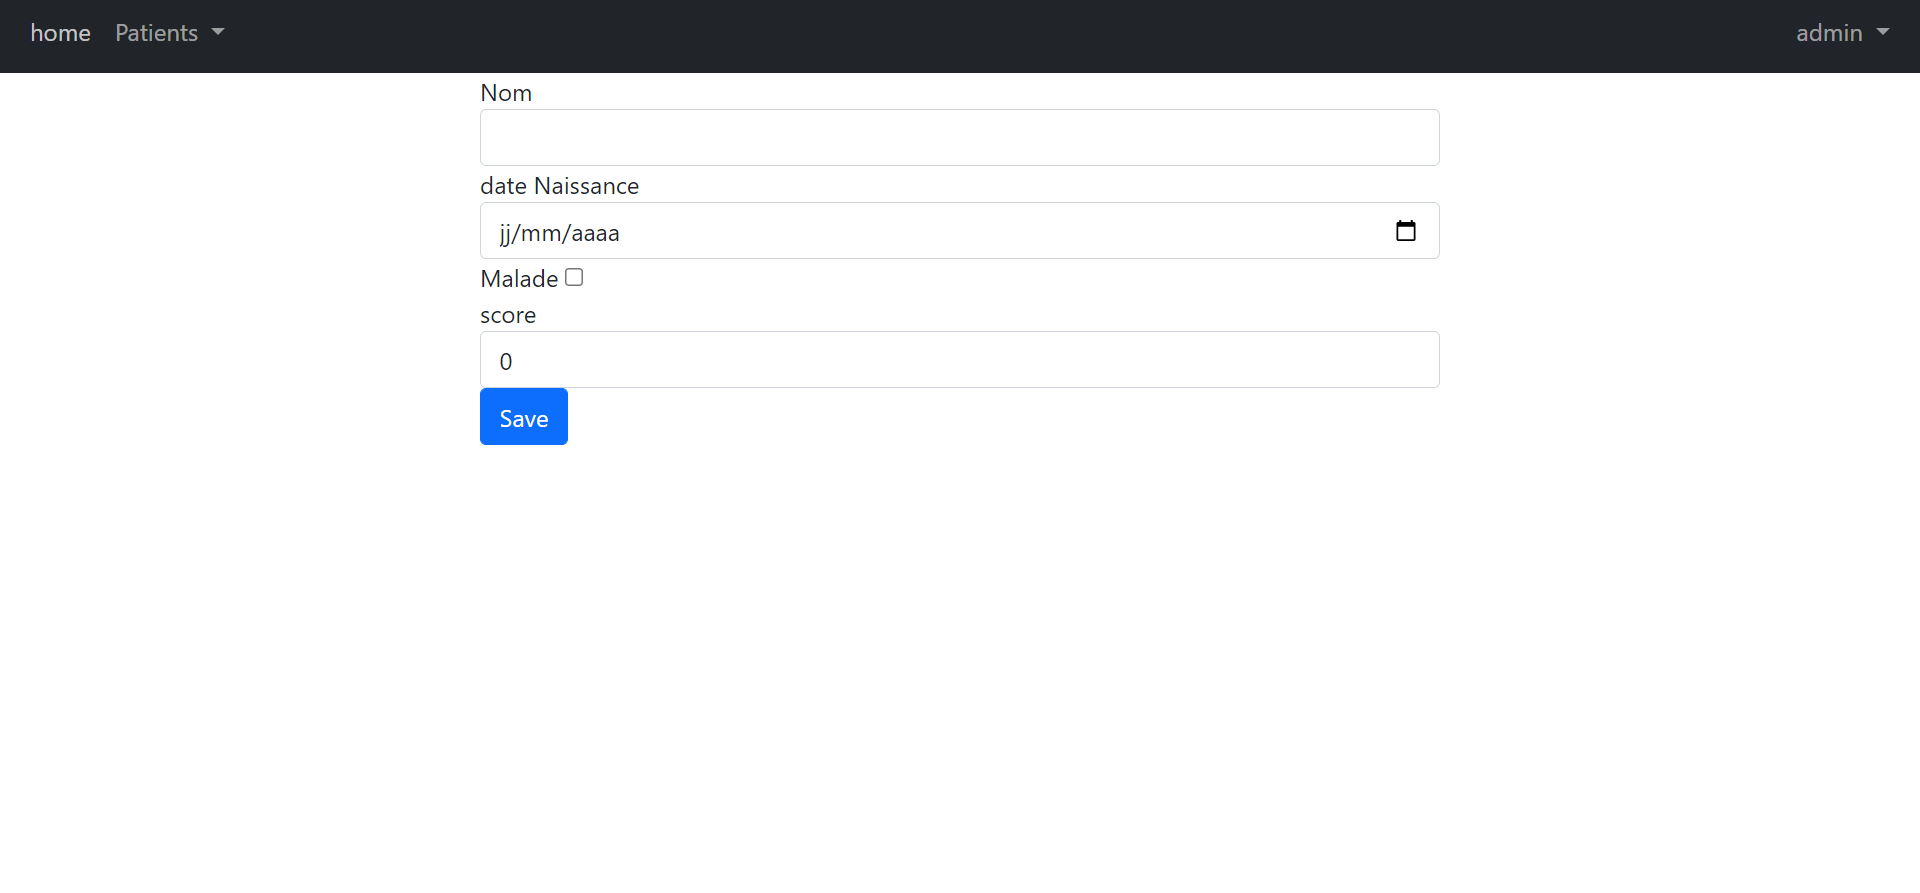 home Patients admin
Nom
date Naissance
jj/mm/aaaa
Malade
score
0
Save